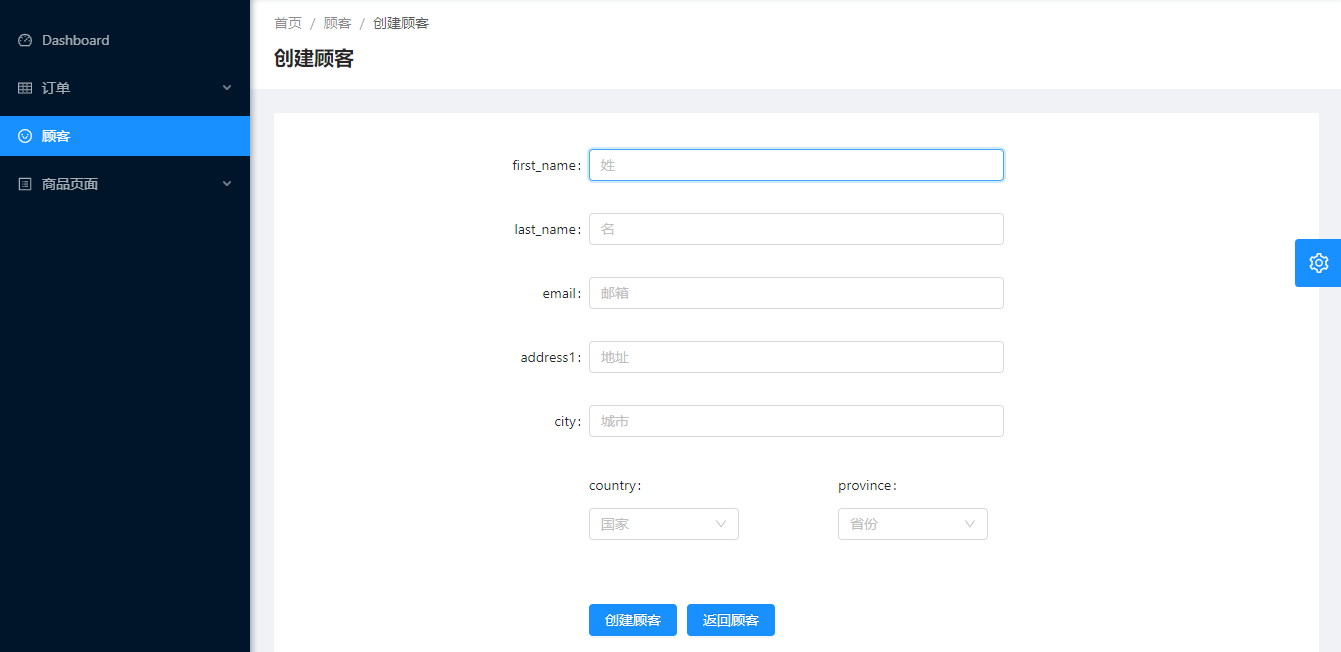 首页 / 顾客 / 创建顾客
创建顾客
Dashboard
订单
顾客
商品页面
first_name: 姓
last_name: 名
email: 邮箱
address1: 地址
city: 城市
country: province:
国家 省份
创建顾客 返回顾客